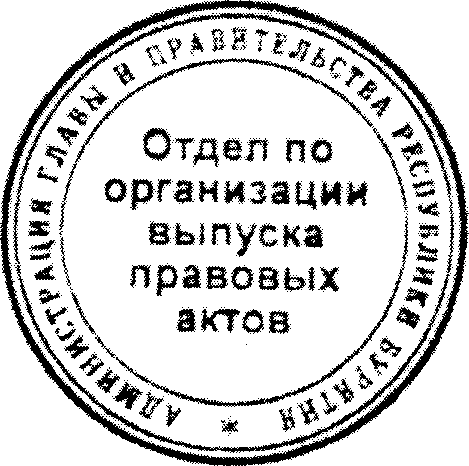 АДМИНИСТРАЦИЯ ГЛАВЫ И ПРАВИТЕЛЬСТВА РЕСПУБЛИКИ БУРЯТИЯ *
Отдел по
организации
выпуска
правовых
актов